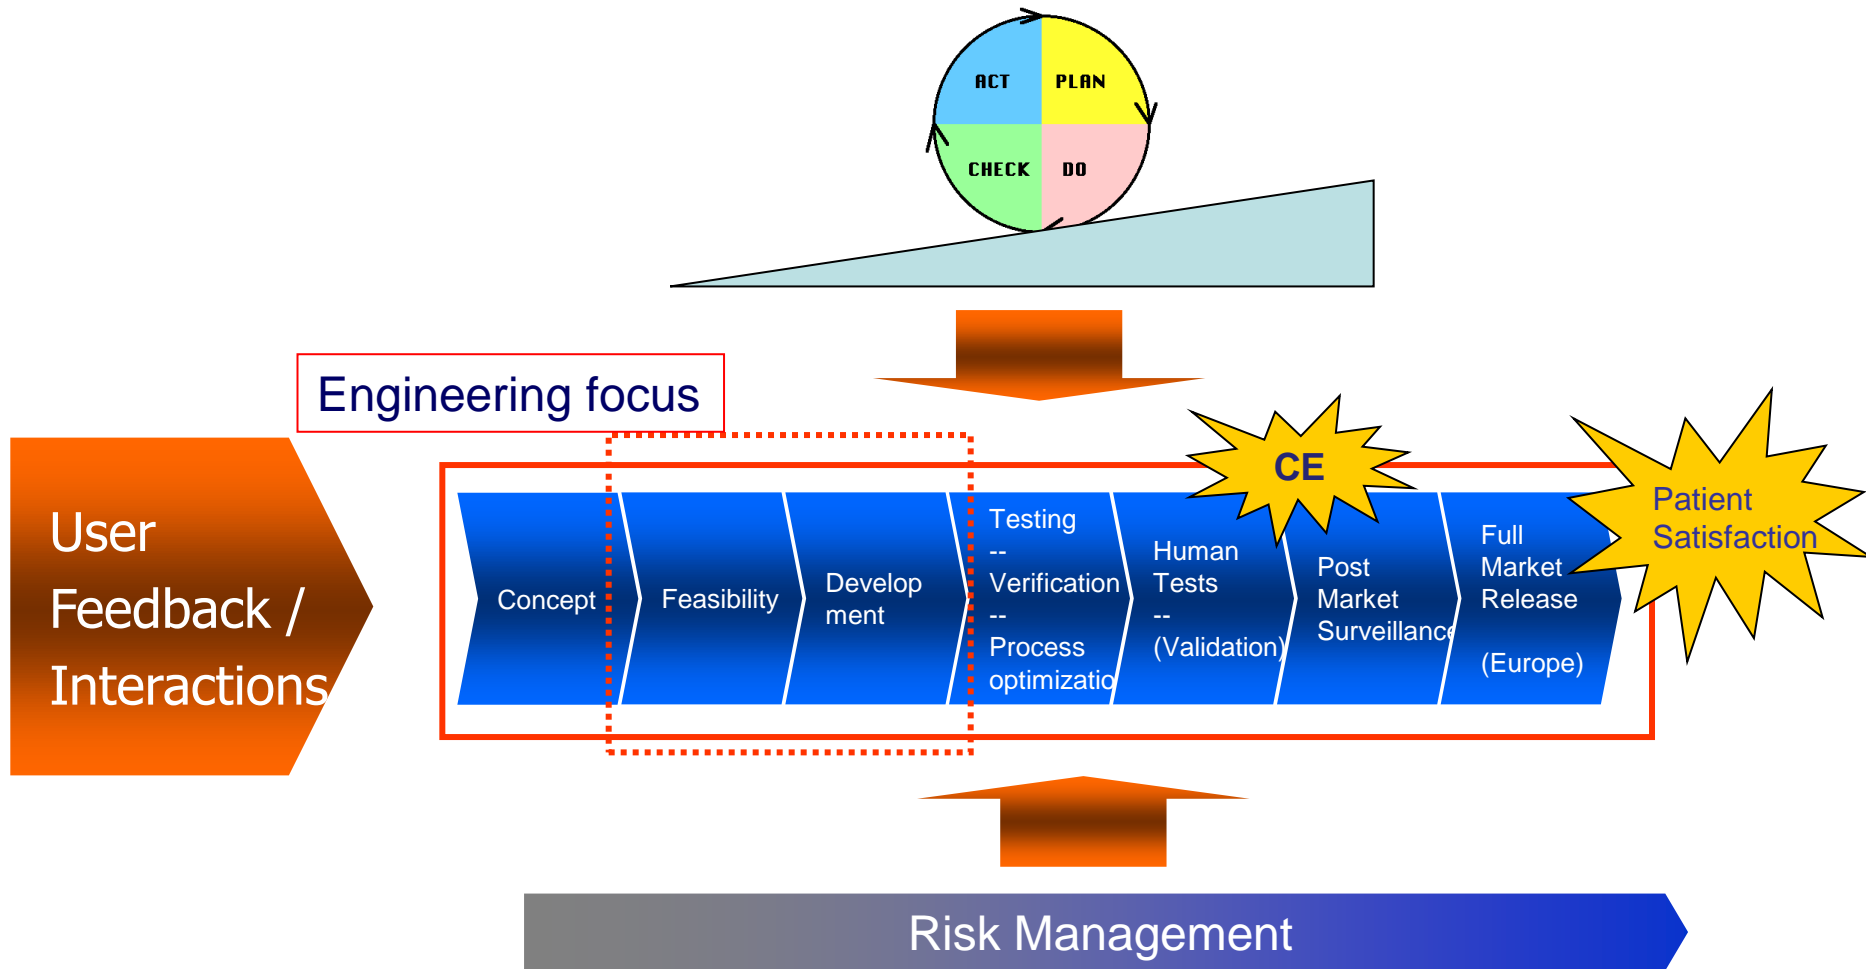 ACT
PLAN
CHECK
DO
Engineering focus
CE
Patient
Satisfaction
User
Feedback /
Interactions
Concept
Feasibility
Develop
ment
Testing
--
Verification
--
Process
optimizatio
Human
Tests
--
(Validation)
Post
Market
Surveillance
Full
Market
Release
(Europe)
Risk Management